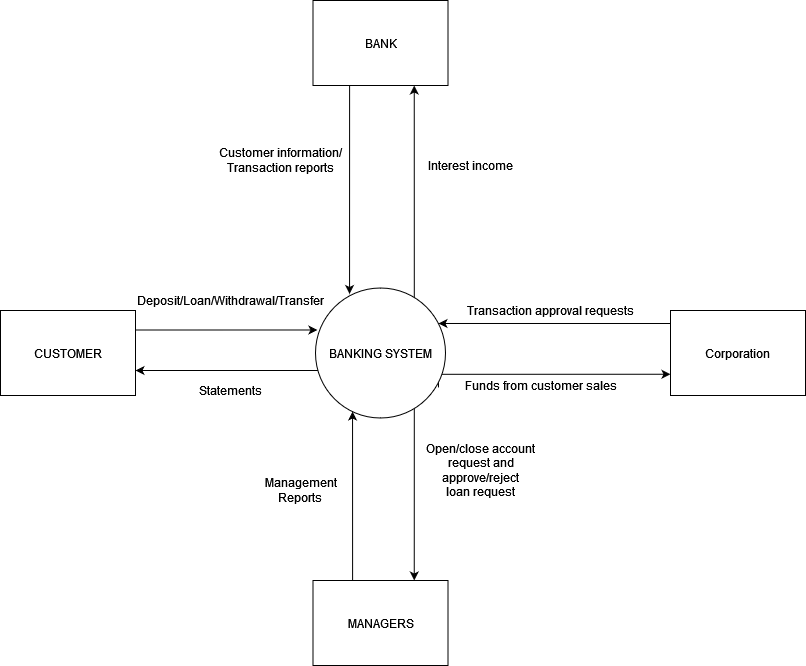 BANK
Customer information/
Transaction reports
Interest income
Deposit/Loan/Withdrawal/Transfer
Transaction approval requests
CUSTOMER
BANKING SYSTEM
Corporation
Statements
Funds from customer sales
Management
Reports
Open/close account
request and
approve/reject
loan request
MANAGERS